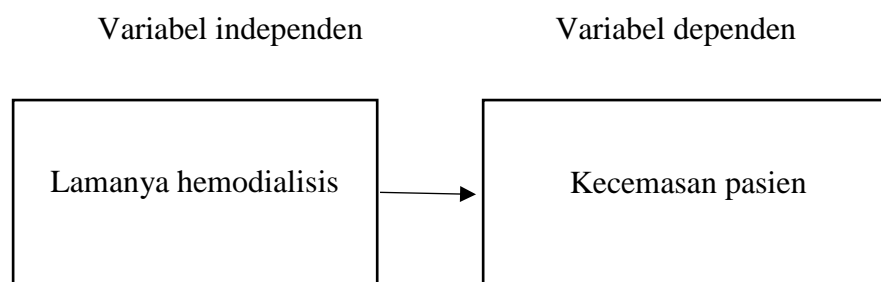 Variabel independen
Variabel dependen
Lamanya hemodialisis
Kecemasan pasien